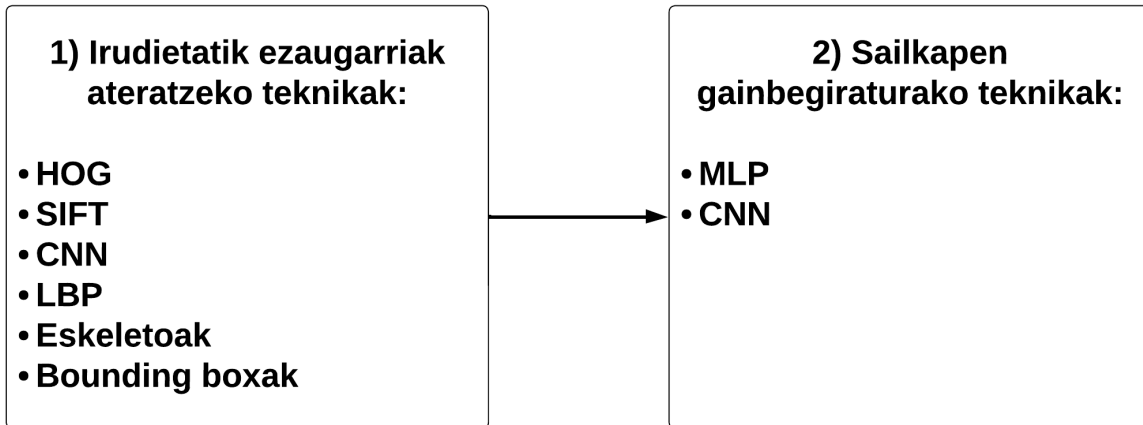 1) Irudietatik ezaugarriak
ateratzeko teknikak:
• HOG
• SIFT
• CNN
• LBP
• Eskeletoak
• Bounding boxak
2) Sailkapen
gainbegiraturako teknikak:
• MLP
• CNN